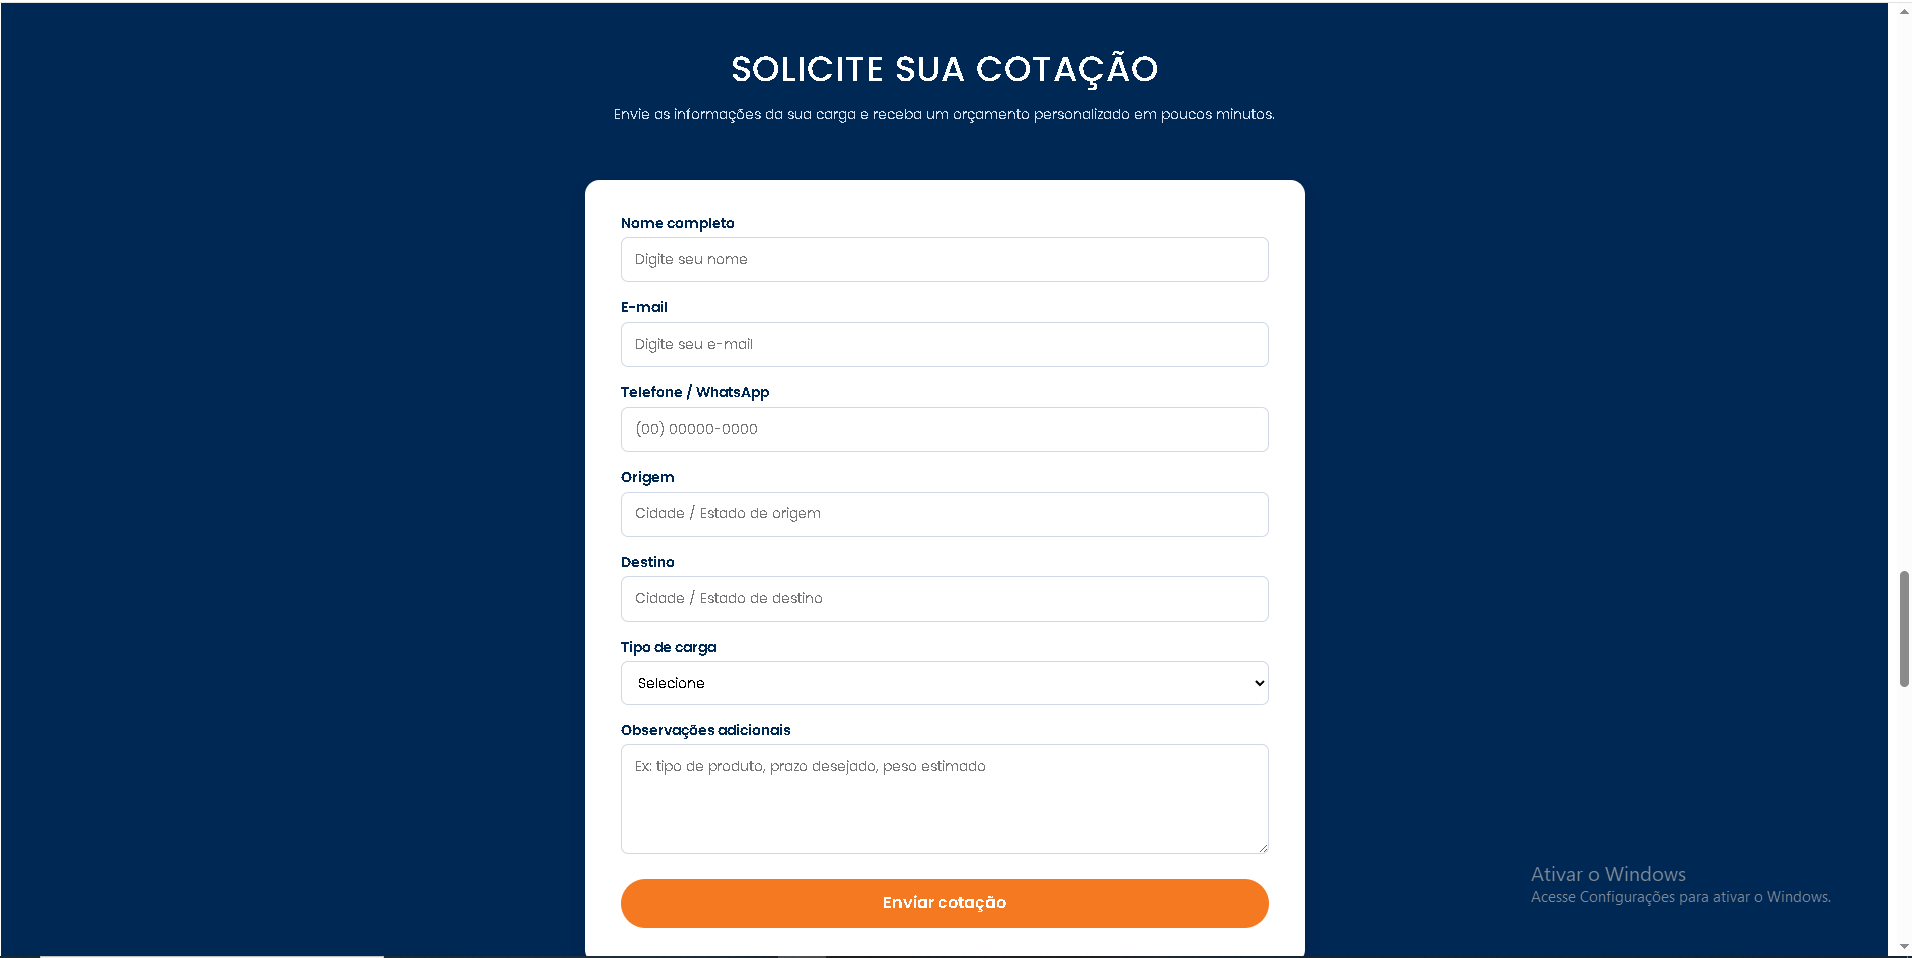 SOLICITE SUA COTAÇÃO
Envie as informações da sua carga e receba um orçamento personalizado em poucos minutos.
Nome completo
Digite seu nome
E-mail
Digite seu e-mail
Telefone / WhatsApp
(00) 00000-0000
Origem
Cidade / Estado de origem
Destino
Cidade / Estado de destino
Tipo de carga
Selecione
Observações adicionais
Ex: tipo de produto, prazo desejado, peso estimado
Enviar cotação
Ativar o Windows
Acesse Configurações para ativar o Windows.